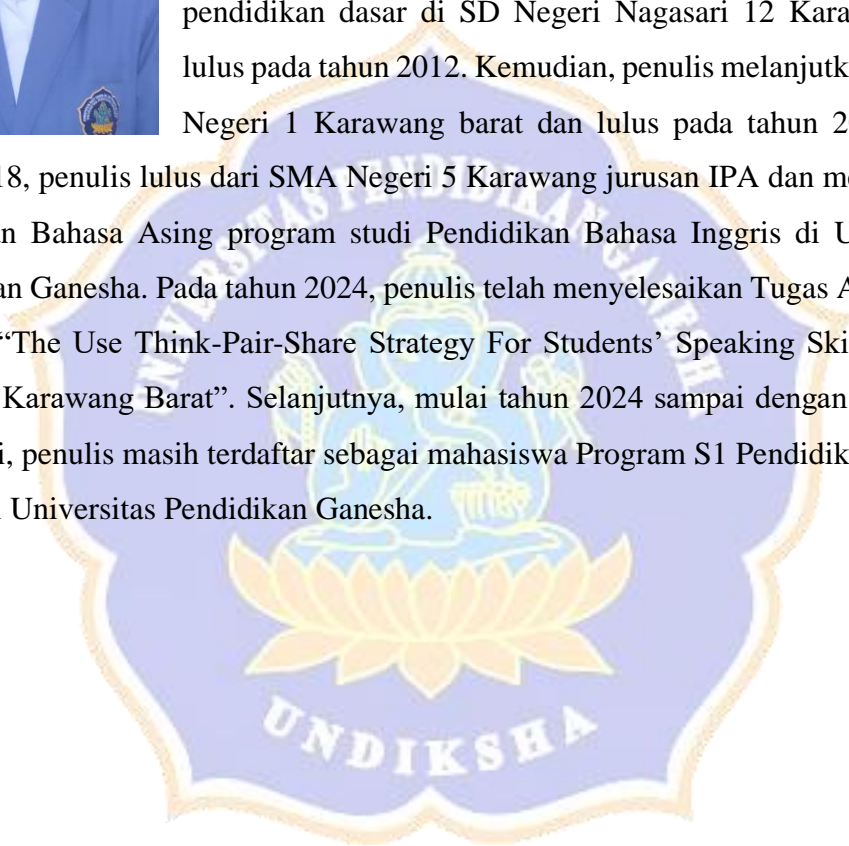 pendidikan dasar di SD Negeri Nagasari 12 Kara
lulus pada tahun 2012. Kemudian, penulis melanjutk
Negeri 1 Karawang barat dan lulus pada tahun 2
18, penulis lulus dari SMA Negeri 5 Karawang jurusan IPA dan m
n Bahasa Asing program studi Pendidikan Bahasa Inggris di U
an Ganesha. Pada tahun 2024, penulis telah menyelesaikan Tugas A
“The Use Think-Pair-Share Strategy For Students’ Speaking Ski
Karawang Barat”. Selanjutnya, mulai tahun 2024 sampai dengan
i, penulis masih terdaftar sebagai mahasiswa Program S1 Pendidik
Universitas Pendidikan Ganesha.
UNIVERSITAS PENDIDIKAN GANESHA
UNDIKSHA